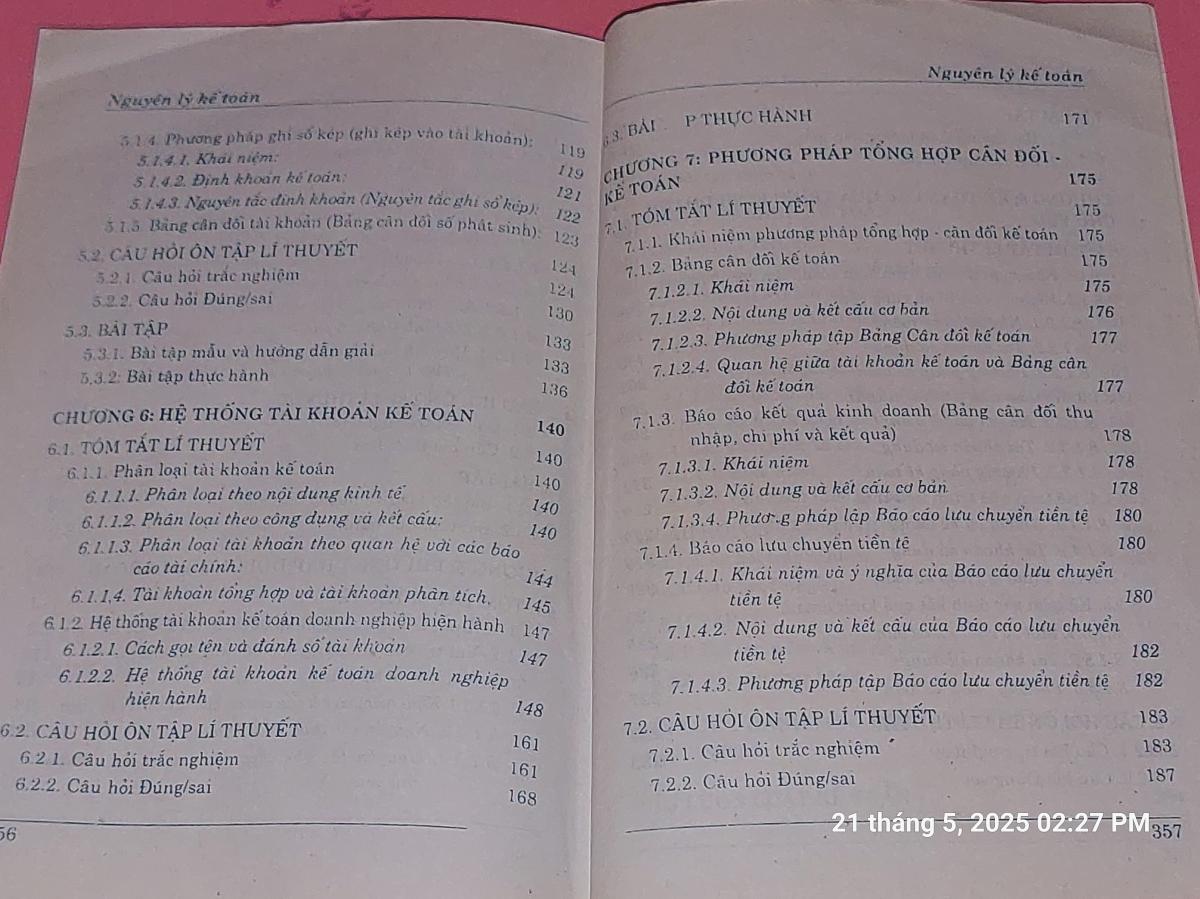 Nguyên lý kế toán
5.1.4. Phương pháp ghi sổ kép (ghi kép vào tài khoản): 119
5.1.4.1. Khái niệm: 119
5.1.4.2. Định khoản kế toán: 121
5.1.4.3. Nguyên tắc định khoản (Nguyên tắc ghi sổ kép): 122
5.1.5. Bảng cân đối tài khoản (Bảng cân đối số phát sinh): 123
5.2. CÂU HỎI ÔN TẬP LÍ THUYẾT 124
5.2.1. Câu hỏi trắc nghiệm 124
5.2.2. Câu hỏi Đúng/sai 130
5.3. BÀI TẬP 133
5.3.1. Bài tập mẫu và hướng dẫn giải 133
5.3.2: Bài tập thực hành 136
CHƯƠNG 6: HỆ THỐNG TÀI KHOẢN KẾ TOÁN 140
6.1. TÓM TẮT LÍ THUYẾT 140
6.1.1. Phân loại tài khoản kế toán 140
6.1.1.1. Phân loại theo nội dung kinh tế 140
6.1.1.2. Phân loại theo công dụng và kết cấu: 140
6.1.1.3. Phân loại tài khoản theo quan hệ với các báo
cáo tài chính: 144
6.1.1.4. Tài khoản tổng hợp và tài khoản phân tích. 145
6.1.2. Hệ thống tài khoản kế toán doanh nghiệp hiện hành 147
6.1.2.1. Cách gọi tên và đánh số tài khoản 147
6.1.2.2. Hệ thống tài khoản kế toán doanh nghiệp
hiện hành 148
6.2. CÂU HỎI ÔN TẬP LÍ THUYẾT 161
6.2 1. Câu hỏi trắc nghiệm 161
6.2.2. Câu hỏi Đúng/sai 168
56
Nguyên lý kế toán
6.3. BÀI P THỰC HÀNH 171
CHƯƠNG 7: PHƯƠNG PHÁP TỔNG HỢP CÂN ĐỐI -
KẾ TOÁN 175
7.1. TÓM TẮT LÍ THUYẾT 175
7.1.1. Khái niệm phương pháp tổng hợp - cân đối kế toán 175
7.1.2. Bảng cân đối kế toán 175
7.1.2.1. Khái niệm 175
7.1.2.2. Nội dung và kết cấu cơ bản 176
7.1.2.3. Phương pháp tập Bảng Cân đối kế toán 177
7.1.2.4. Quan hệ giữa tài khoản kế toán và Bảng cân
đối kế toán 177
7.1.3. Báo cáo kết quả kinh doanh (Bảng cân đối thu
nhập, chi phí và kết quả) 178
7.1.3.1. Khái niệm 178
7.1.3.2. Nội dung và kết cấu cơ bản 178
7.1.3.4. Phương pháp lập Báo cáo lưu chuyển tiền tệ 180
7.1.4. Báo cáo lưu chuyển tiền tệ 180
7.1.4.1. Khái niệm và ý nghĩa của Báo cáo lưu chuyển
tiền tệ 180
7.1.4.2. Nội dung và kết cấu của Báo cáo lưu chuyển
tiền tệ 182
7.1.4.3. Phương pháp tập Báo cáo lưu chuyển tiền tệ 182
7.2. CÂU HỎI ÔN TẬP LÍ THUYẾT 183
7.2.1. Câu hỏi trắc nghiệm 183
7.2.2. Câu hỏi Đúng/sai 187
21 tháng 5, 2025 02:27 PM
357